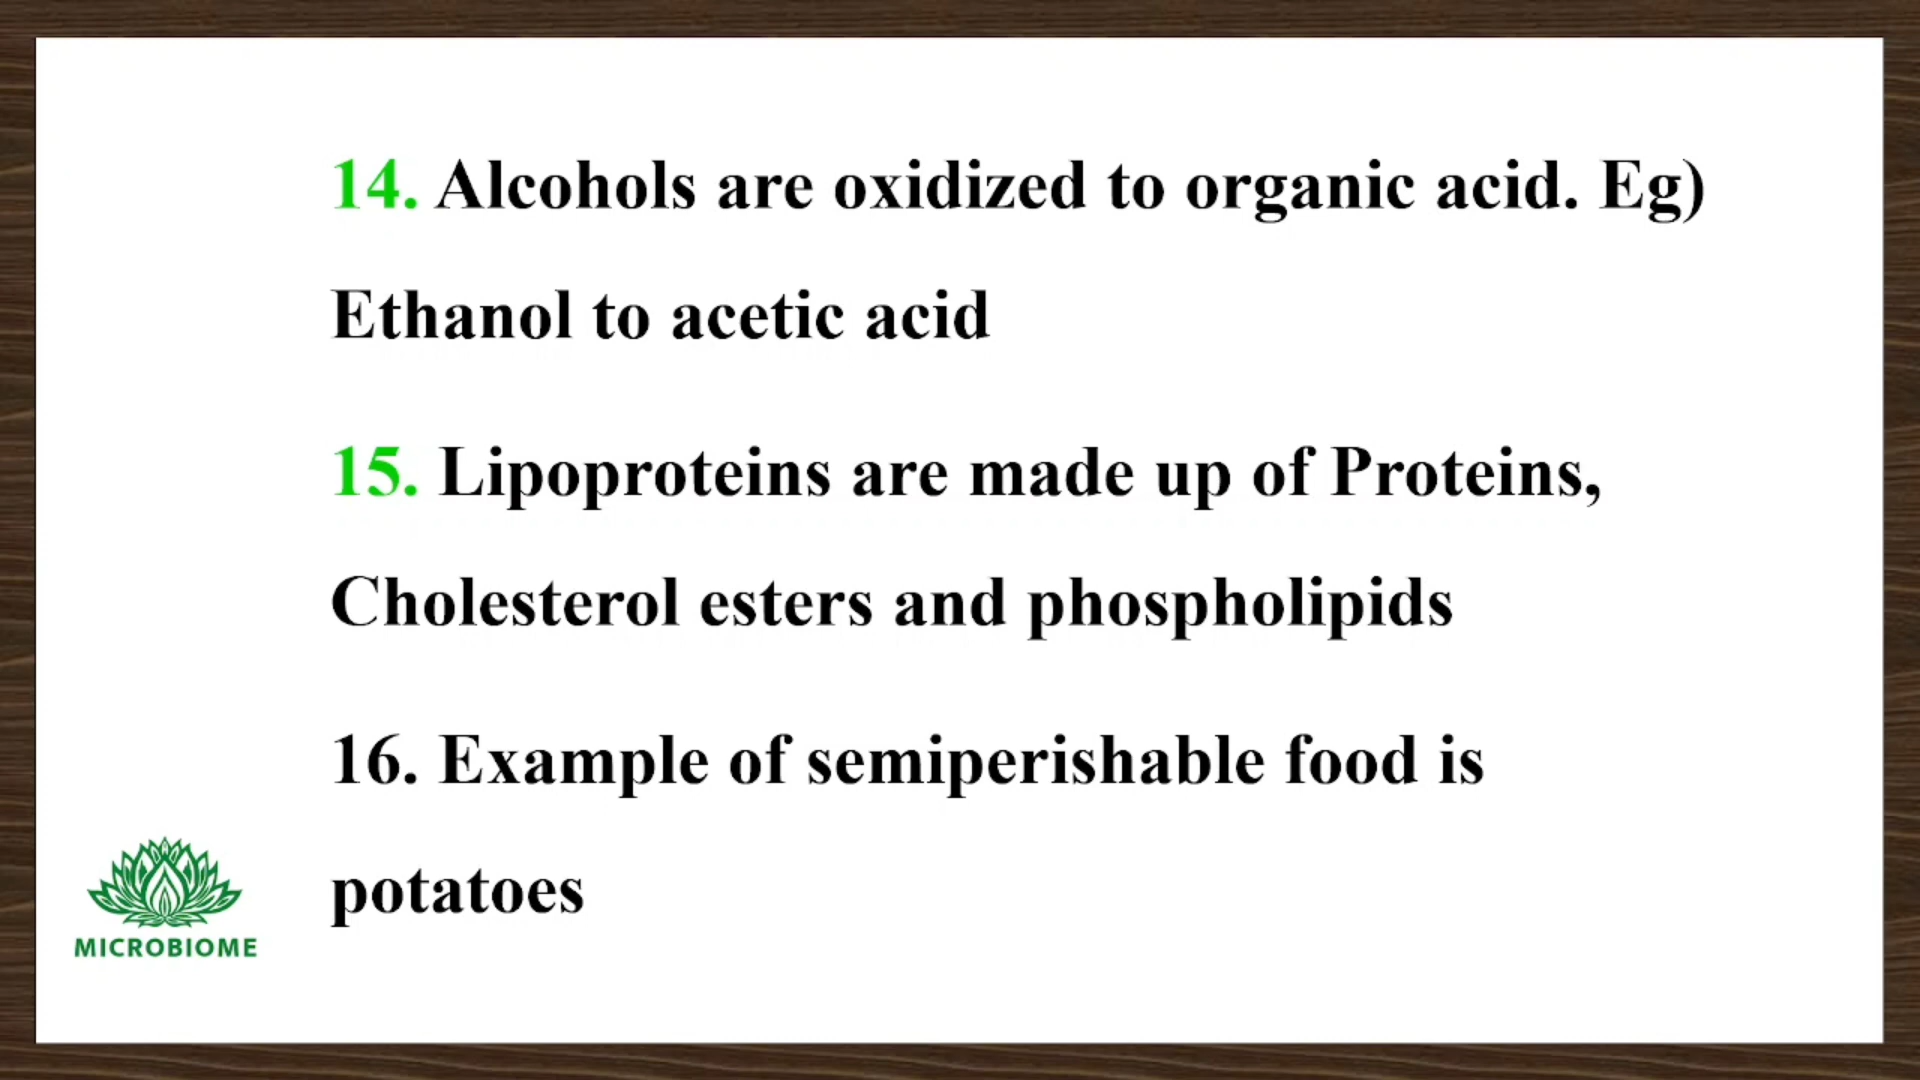 14. Alcohols are oxidized to organic acid. Eg)
Ethanol to acetic acid
15. Lipoproteins are made up of Proteins,
Cholesterol esters and phospholipids
16. Example of semiperishable food is
potatoes
MICROBIOME